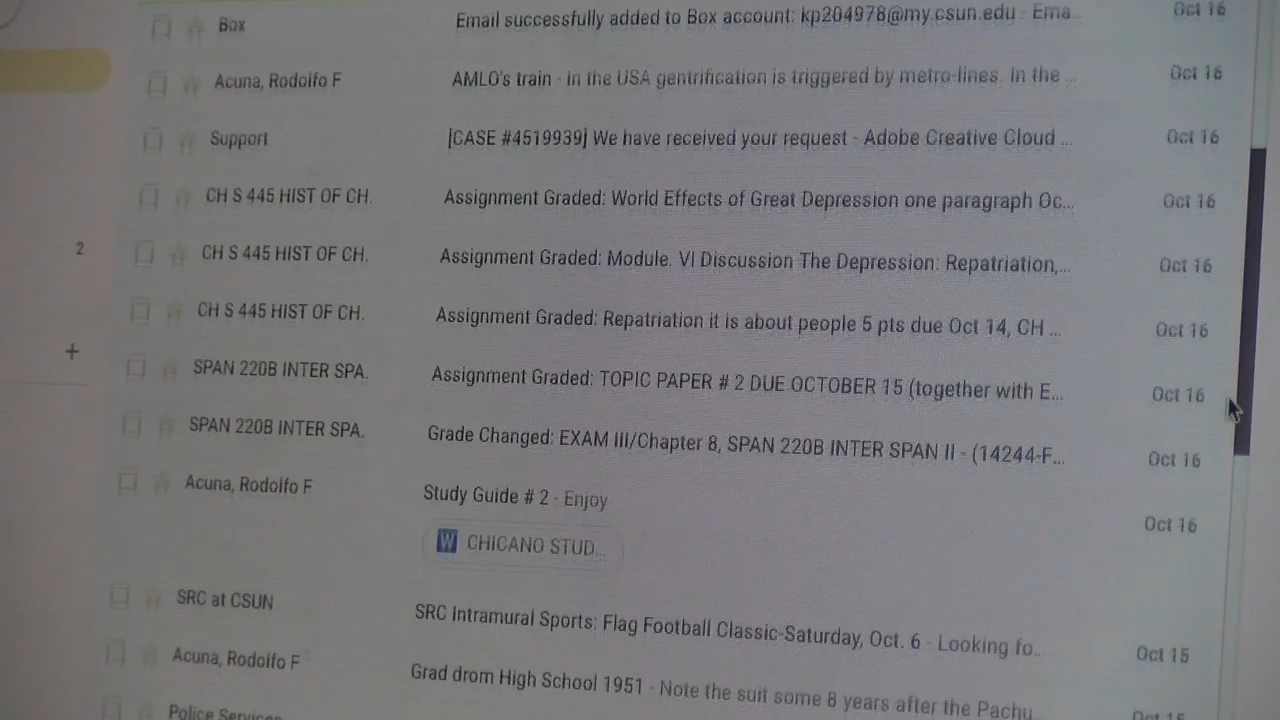 Box Email successfully added to Box account: kp204978@my.csun.edu - Ema... Oct 16
Acuna, Rodolfo F AMLO's train - In the USA gentrification is triggered by metro-lines. In the ... Oct 16
Support [CASE #4519939] We have received your request - Adobe Creative Cloud ... Oct 16
CH S 445 HIST OF CH. Assignment Graded: World Effects of Great Depression one paragraph Oc... Oct 16
2 CH S 445 HIST OF CH. Assignment Graded: Module. VI Discussion The Depression: Repatriation,... Oct 16
CH S 445 HIST OF CH. Assignment Graded: Repatriation it is about people 5 pts due Oct 14, CH ... Oct 16
+ SPAN 220B INTER SPA. Assignment Graded: TOPIC PAPER # 2 DUE OCTOBER 15 (together with E... Oct 16
SPAN 220B INTER SPA. Grade Changed: EXAM III/Chapter 8, SPAN 220B INTER SPAN II - (14244-F... Oct 16
Acuna, Rodolfo F Study Guide # 2 - Enjoy Oct 16
W CHICANO STUD...
SRC at CSUN SRC Intramural Sports: Flag Football Classic-Saturday, Oct. 6 - Looking fo.. Oct 15
Acuna, Rodolfo F Grad drom High School 1951 - Note the suit some 8 years after the Pachu... Oct 15
Police Services